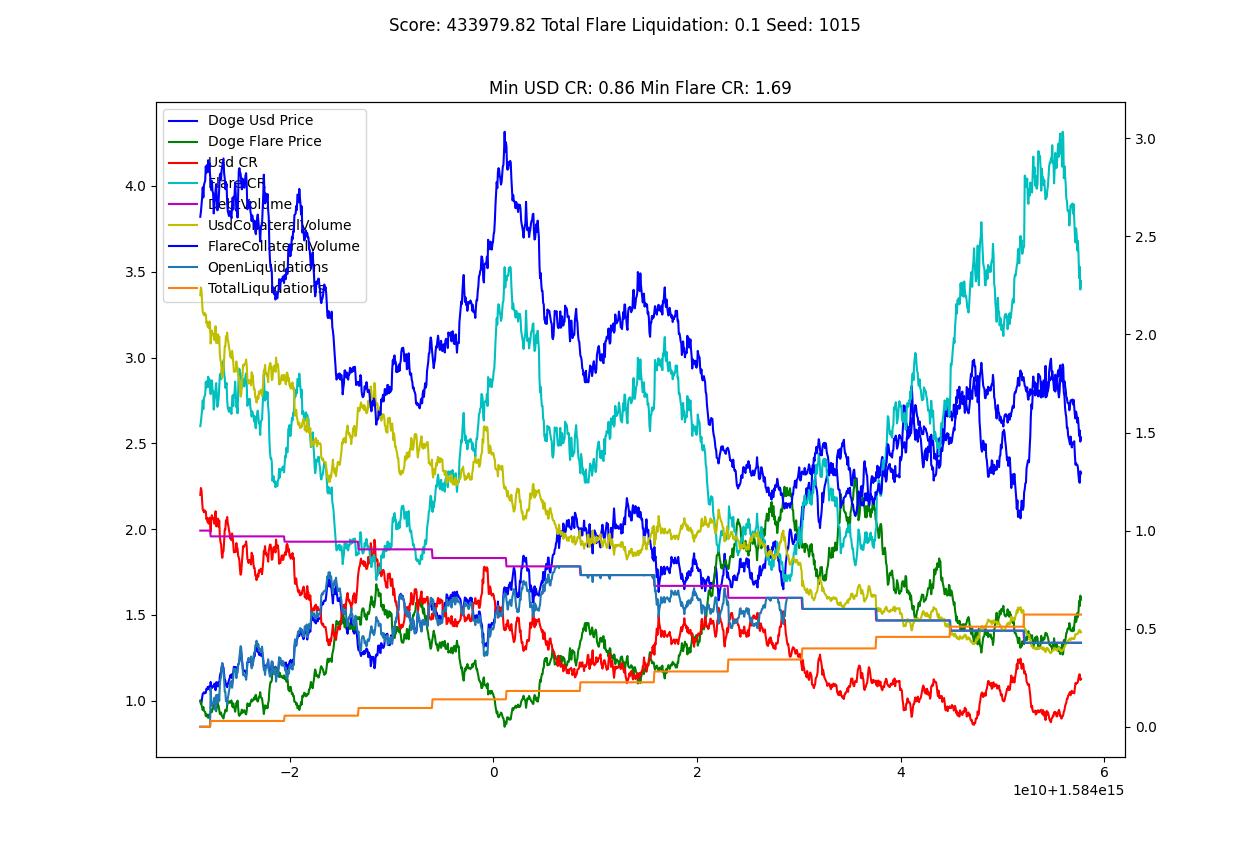 Score: 433979.82 Total Flare Liquidation: 0.1 Seed: 1015
Min USD CR: 0.86 Min Flare CR: 1.69
Doge Usd Price
Doge Flare Price
Usd CR
Flare CR
Debt Volume
UsdCollateralVolume
FlareCollateralVolume
OpenLiquidations
TotalLiquidations
4.0
3.5
3.0
2.5
2.0
1.5
1.0
3.0
2.5
2.0
1.5
1.0
0.5
0.0
−2
0
2
4
6
1e10+1.584e15